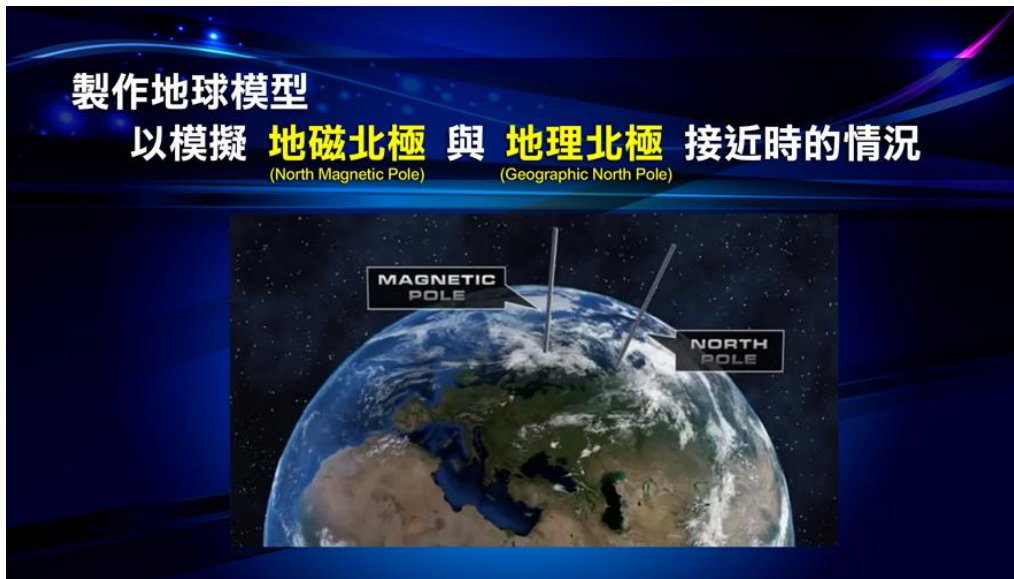 製作地球模型
以模擬 地磁北極 與 地理北極 接近時的情況
(North Magnetic Pole) (Geographic North Pole)
MAGNETIC
POLE
NORTH
POLE